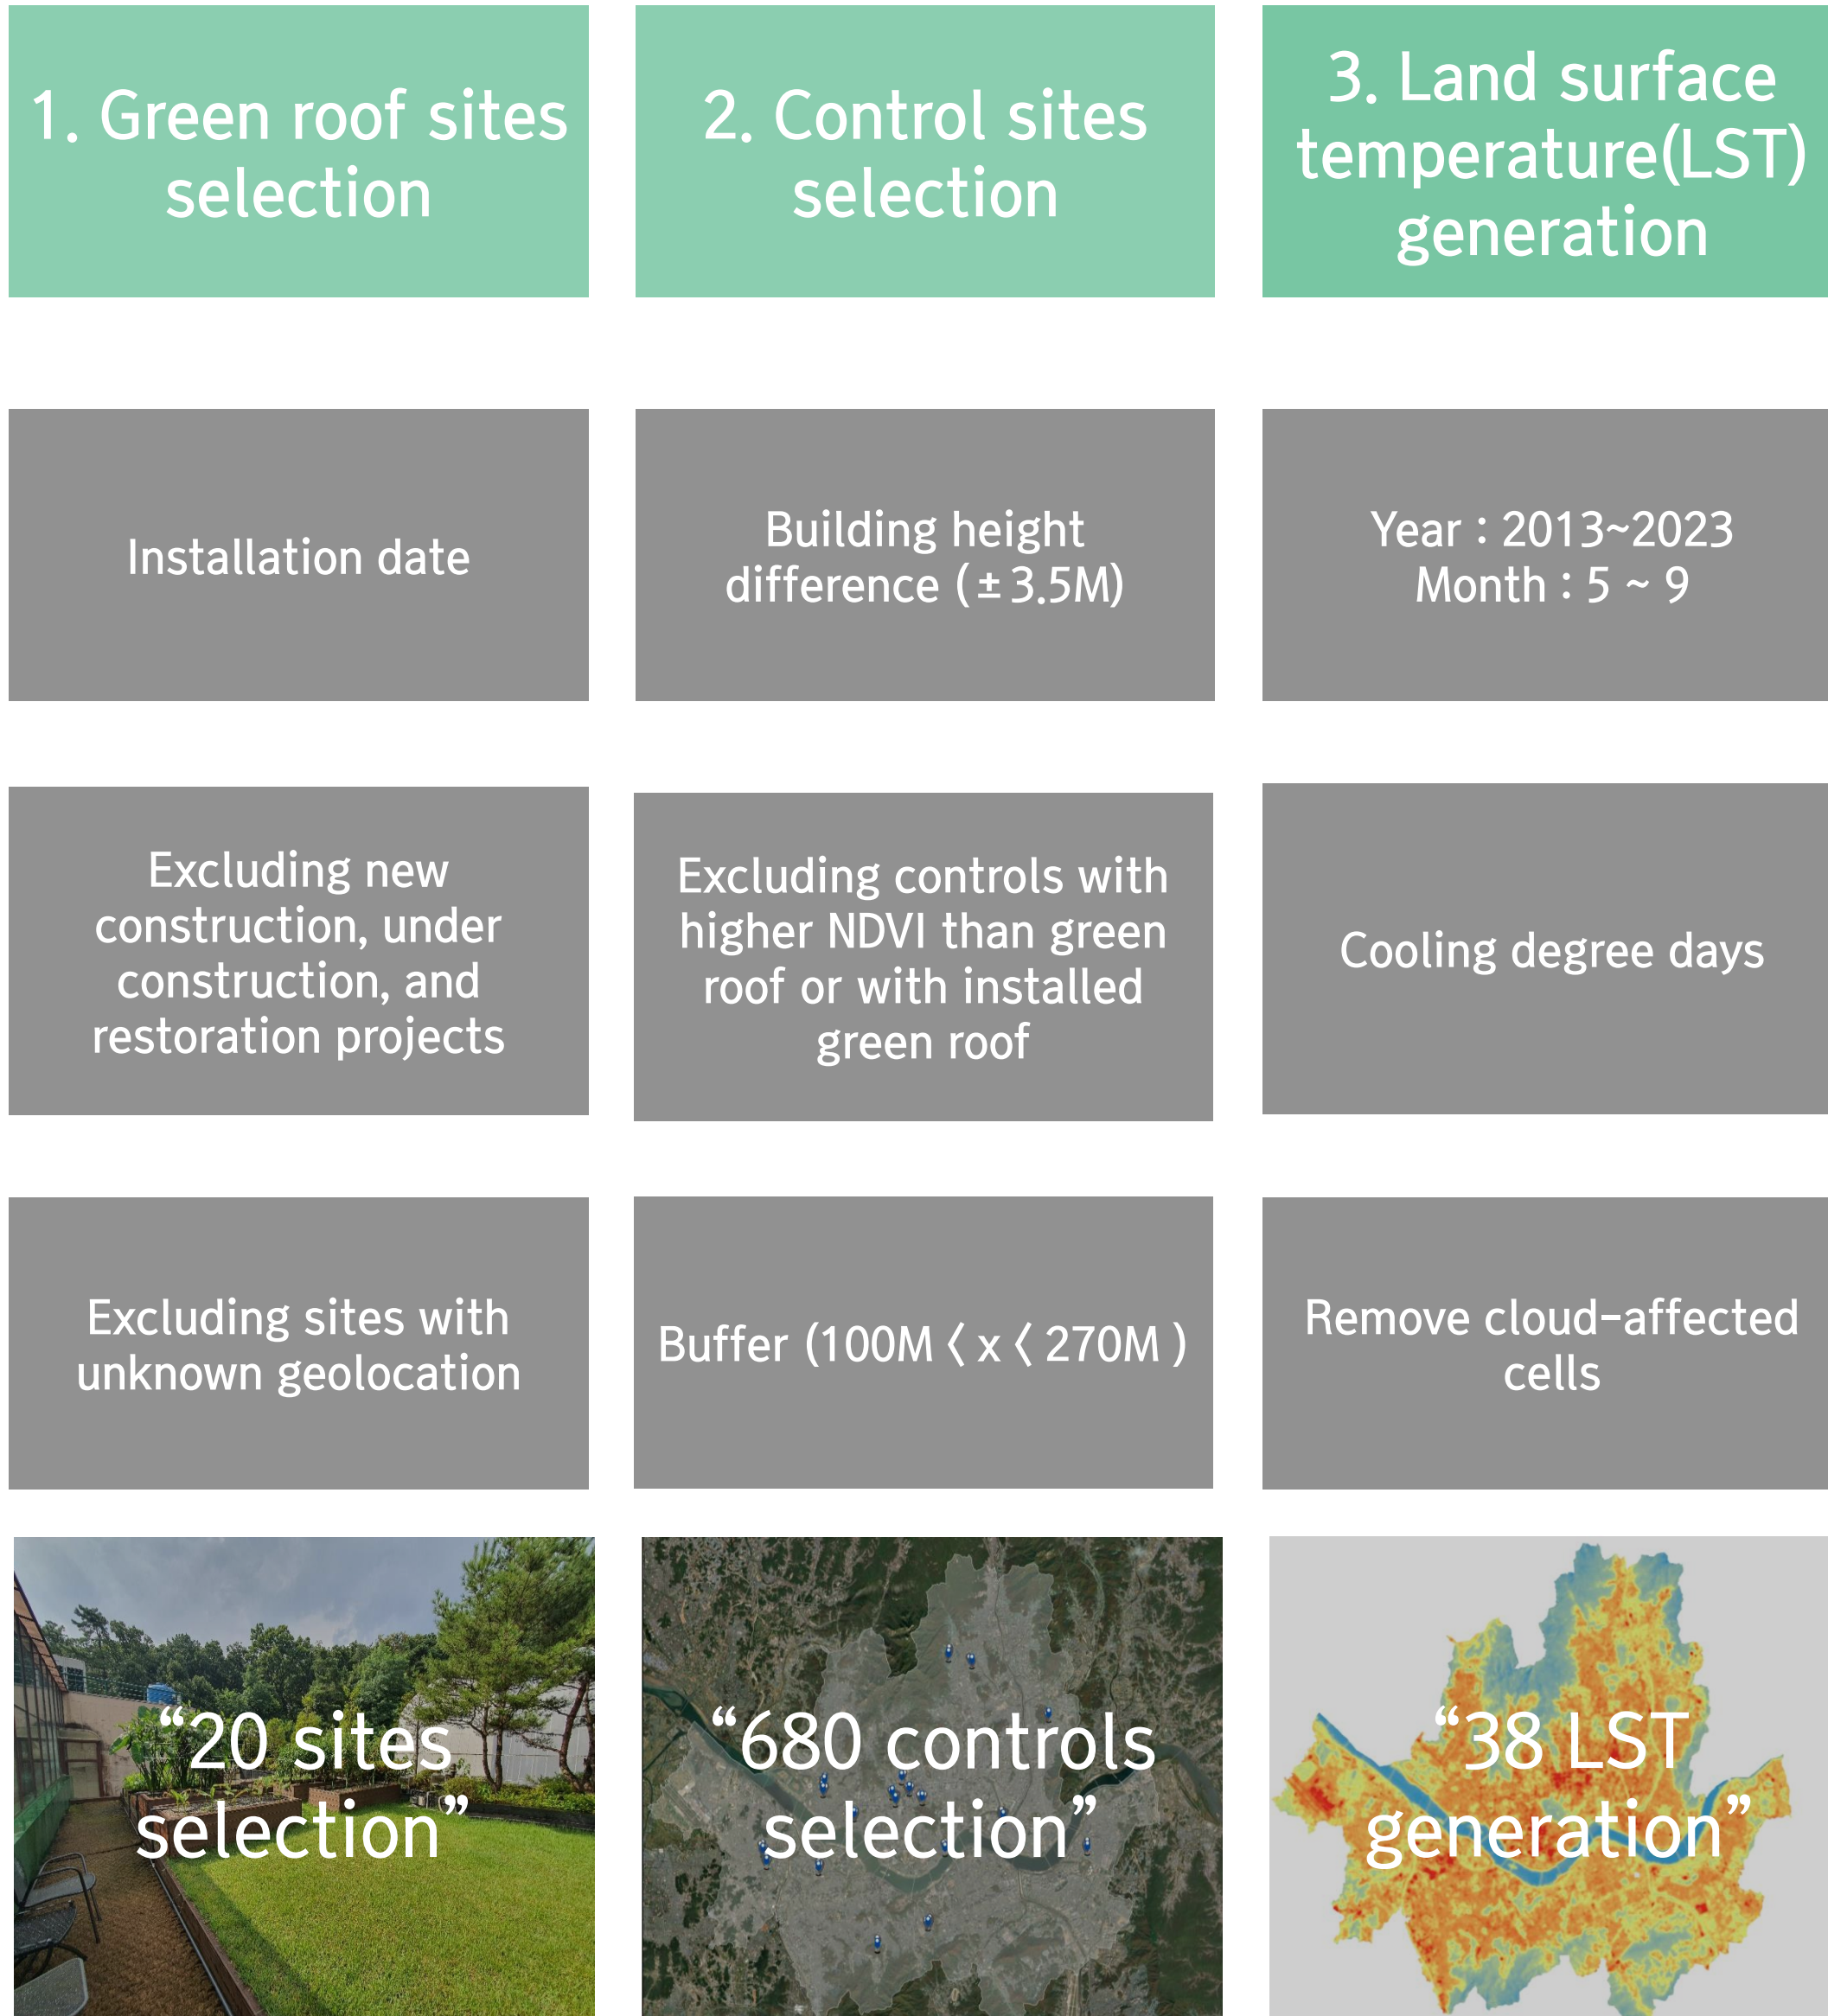 1. Green roof sites
selection
2. Control sites
selection
3. Land surface
temperature(LST)
generation
Installation date
Building height
difference (±3.5M)
Year : 2013~2023
Month : 5 ~ 9
Excluding new
construction, under
construction, and
restoration projects
Excluding controls with
higher NDVI than green
roof or with installed
green roof
Cooling degree days
Excluding sites with
unknown geolocation
Buffer (100M < x < 270M )
Remove cloud-affected
cells
“20 sites
selection”
“680 controls
selection”
“38 LST
generation”